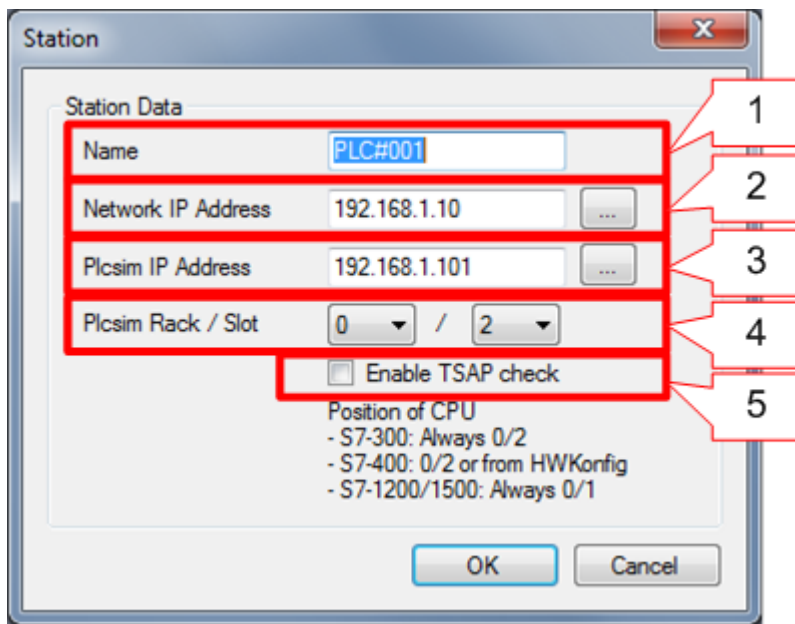 Station
Station Data
1
Name PLC#001
2
Network IP Address 192.168.1.10 ...
3
Plcsim IP Address 192.168.1.101 ...
4
Plcsim Rack / Slot 0 / 2
5
Enable TSAP check
Position of CPU
- S7-300: Always 0/2
- S7-400: 0/2 or from HWKonfig
- S7-1200/1500: Always 0/1
OK Cancel